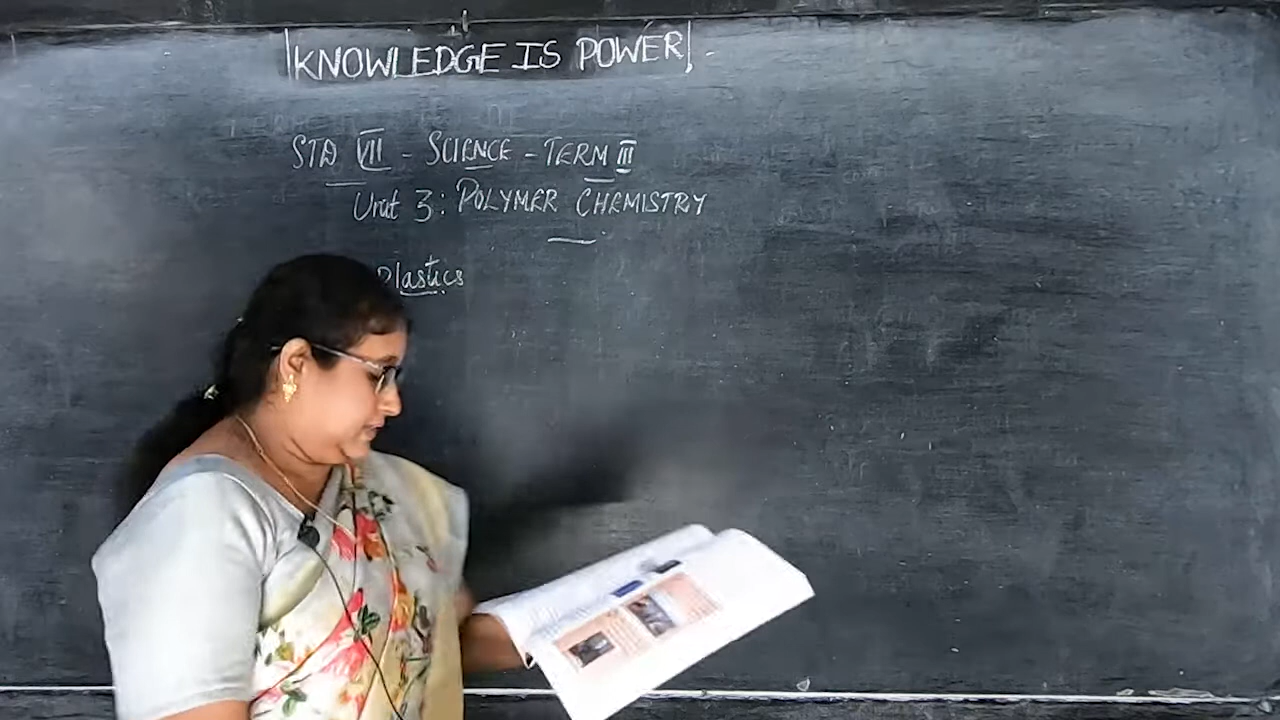 KNOWLEDGE IS POWER
STD VII - SCIENCE - TERM III
Unit 3: POLYMER CHEMISTRY
Plastics